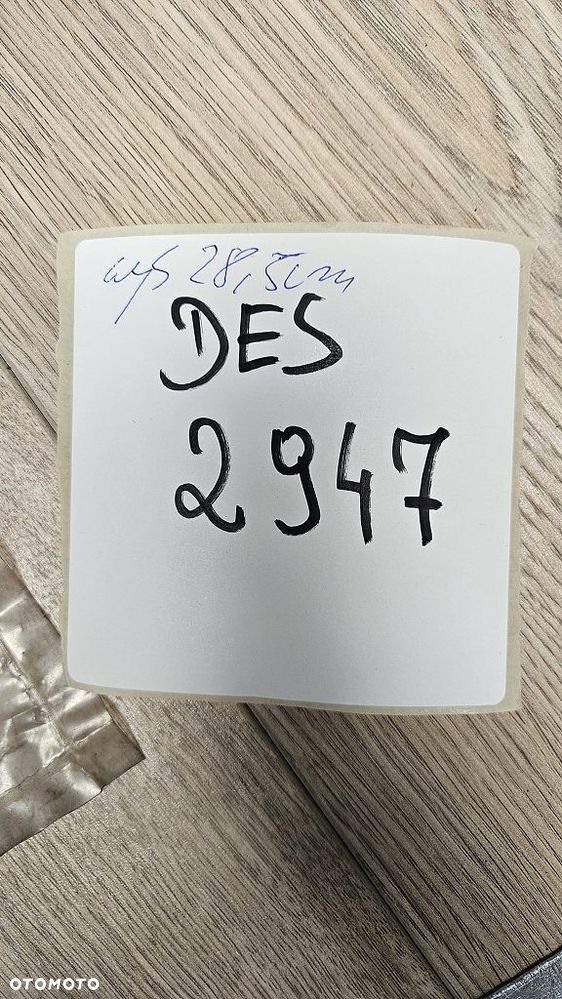 wys 28,5cm
DES
2947
OTOMOTO